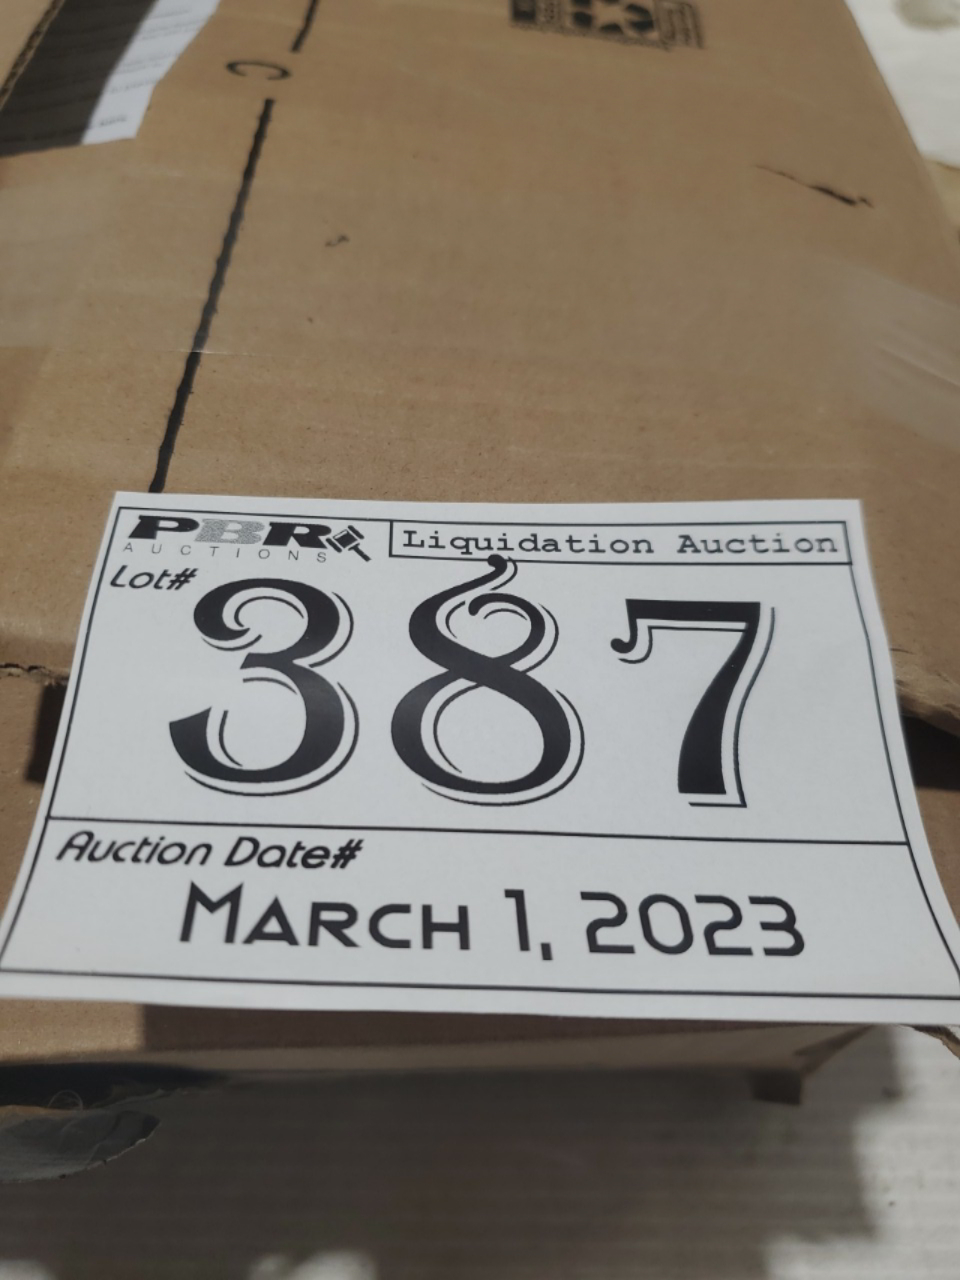 C
PBR
AUCTIONS
Liquidation Auction
Lot#
387
Auction Date#
March 1, 2023